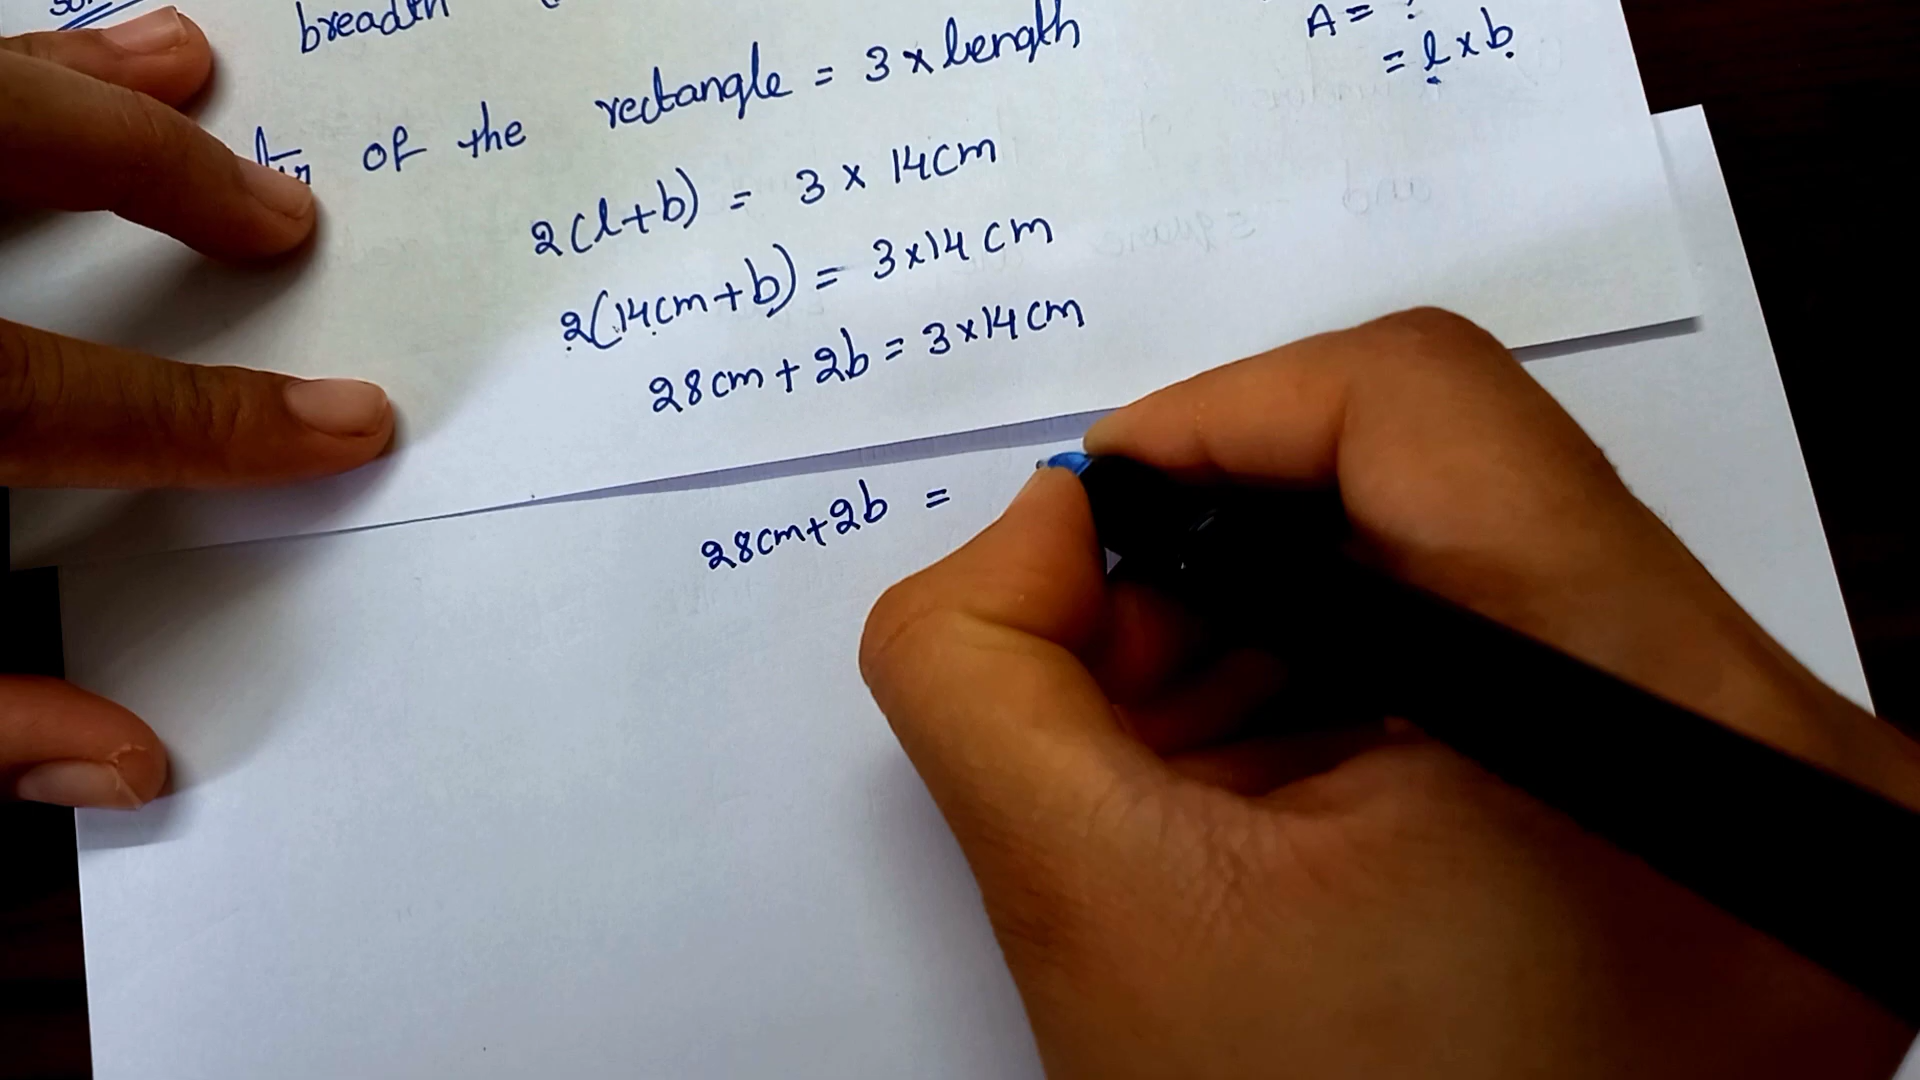 breadth
A = ?
= l x b
of the rectangle = 3 x length
2(l+b) = 3 x 14cm
2(14cm+b) = 3x14 cm
28cm + 2b = 3x14 cm
28cm+2b =